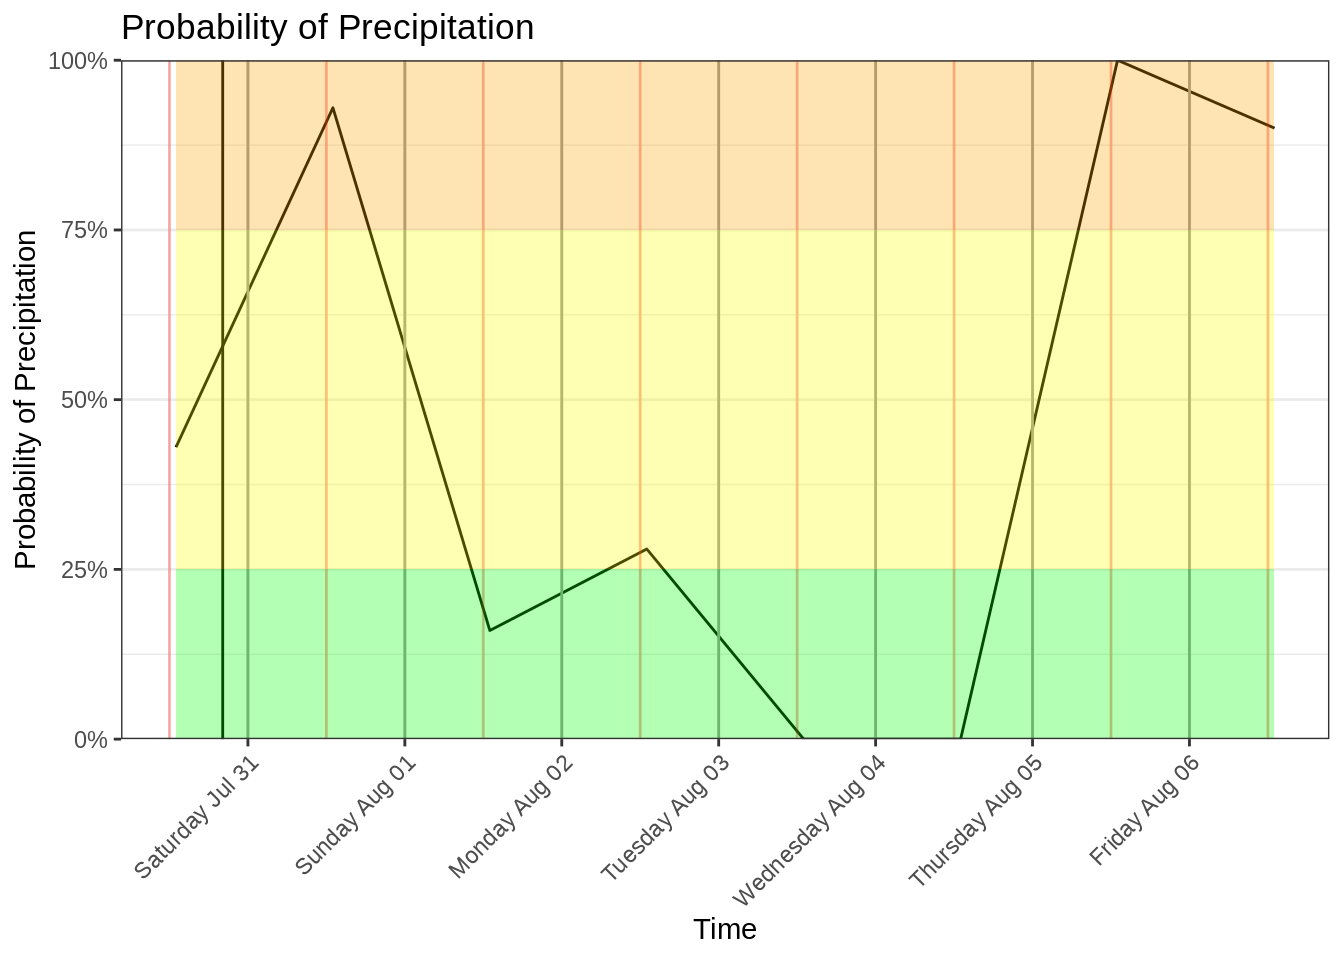 Probability of Precipitation
Probability of Precipitation
100%
75%
50%
25%
0%
Saturday Jul 31
Sunday Aug 01
Monday Aug 02
Tuesday Aug 03
Wednesday Aug 04
Thursday Aug 05
Friday Aug 06
Time